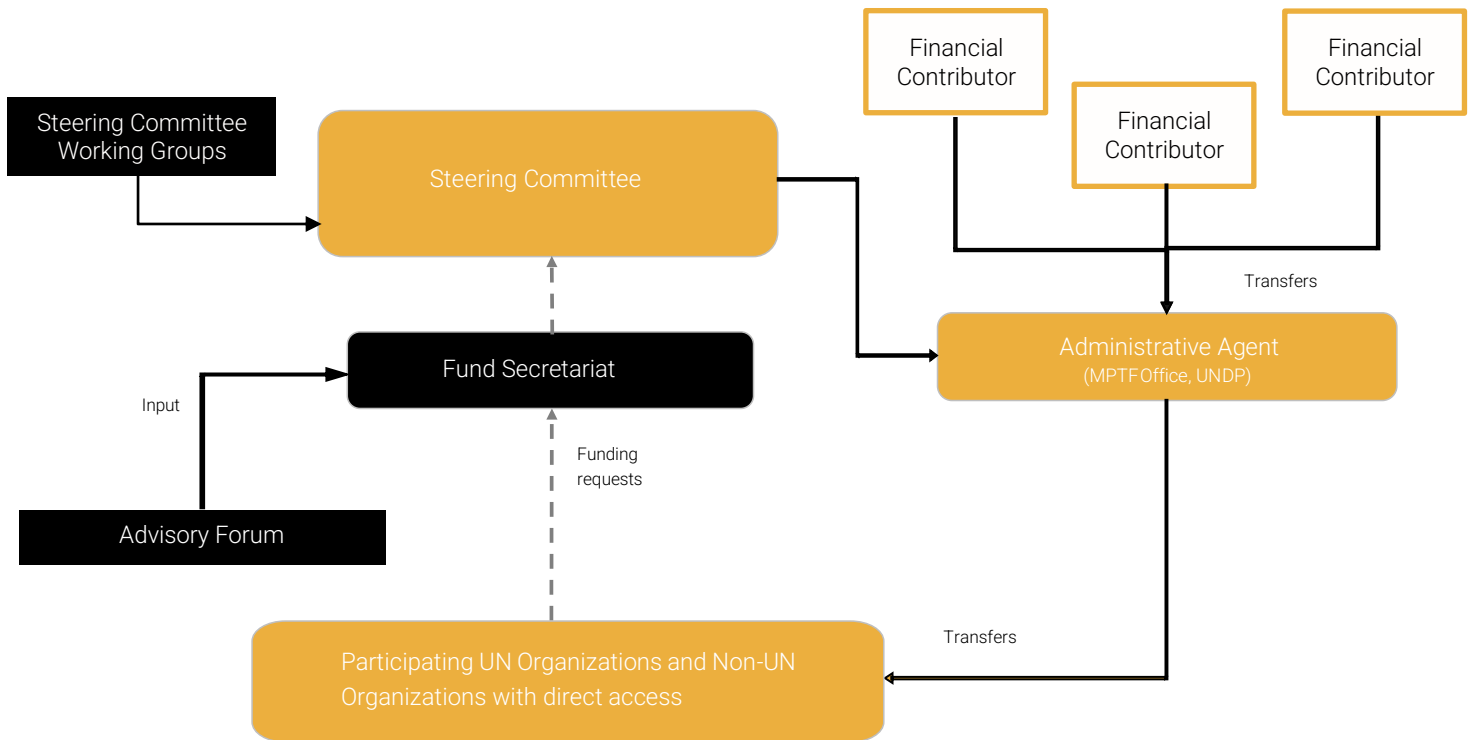 Financial
Contributor
Financial
Contributor
Financial
Contributor
Steering Committee
Working Groups
Steering Committee
Transfers
Administrative Agent
(MPTFOffice, UNDP)
Fund Secretariat
Input
Funding
requests
Advisory Forum
Transfers
Participating UN Organizations and Non-UN
Organizations with direct access